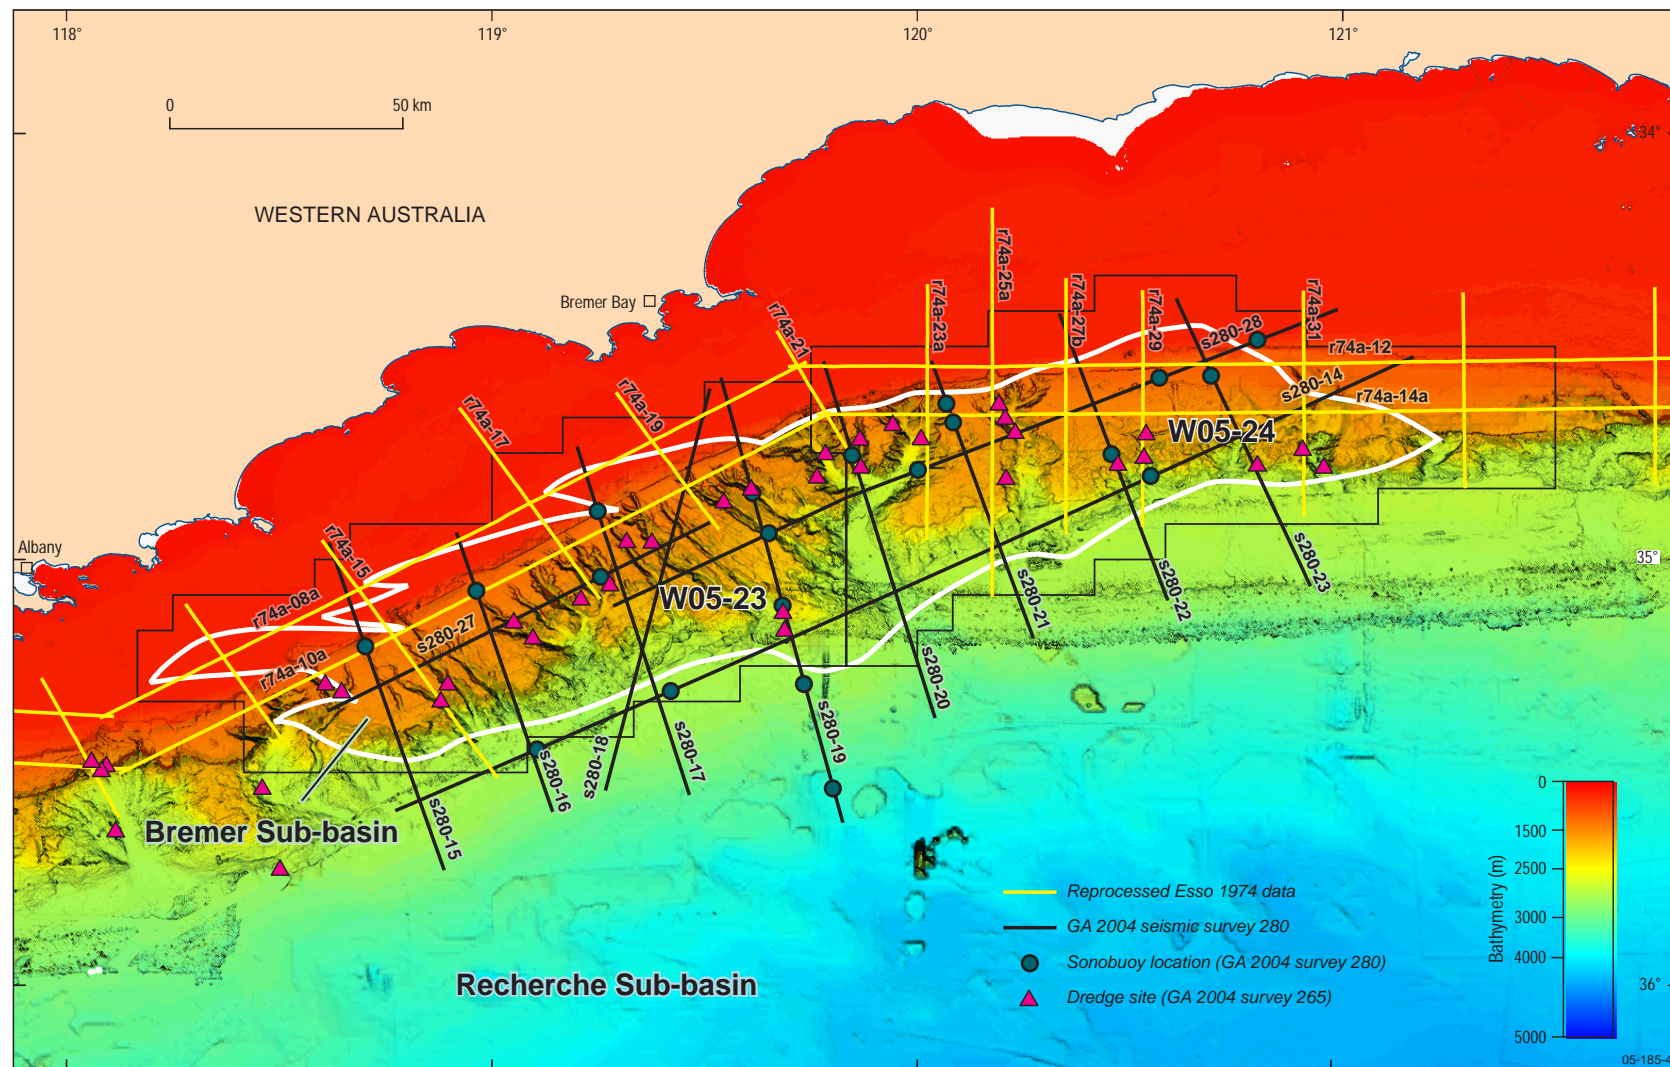 118°
119°
120°
121°
0
50 km
34°
WESTERN AUSTRALIA
Bremer Bay
r74a-25a
r74a-23a
r74a-27b
r74a-29
r74a-31
r74a-21
s280-28
r74a-12
s280-14
r74a-14a
r74a-19
r74a-17
W05-24
Albany
r74a-15
35°
s280-23
s280-22
s280-21
W05-23
r74a-08a
s280-27
r74a-10a
s280-20
s280-19
s280-17
s280-18
s280-16
s280-15
Bremer Sub-basin
Recherche Sub-basin
Reprocessed Esso 1974 data
GA 2004 seismic survey 280
Sonobuoy location (GA 2004 survey 280)
Dredge site (GA 2004 survey 265)
Bathymetry (m)
0
1500
2500
3000
4000
5000
36°
05-185-4